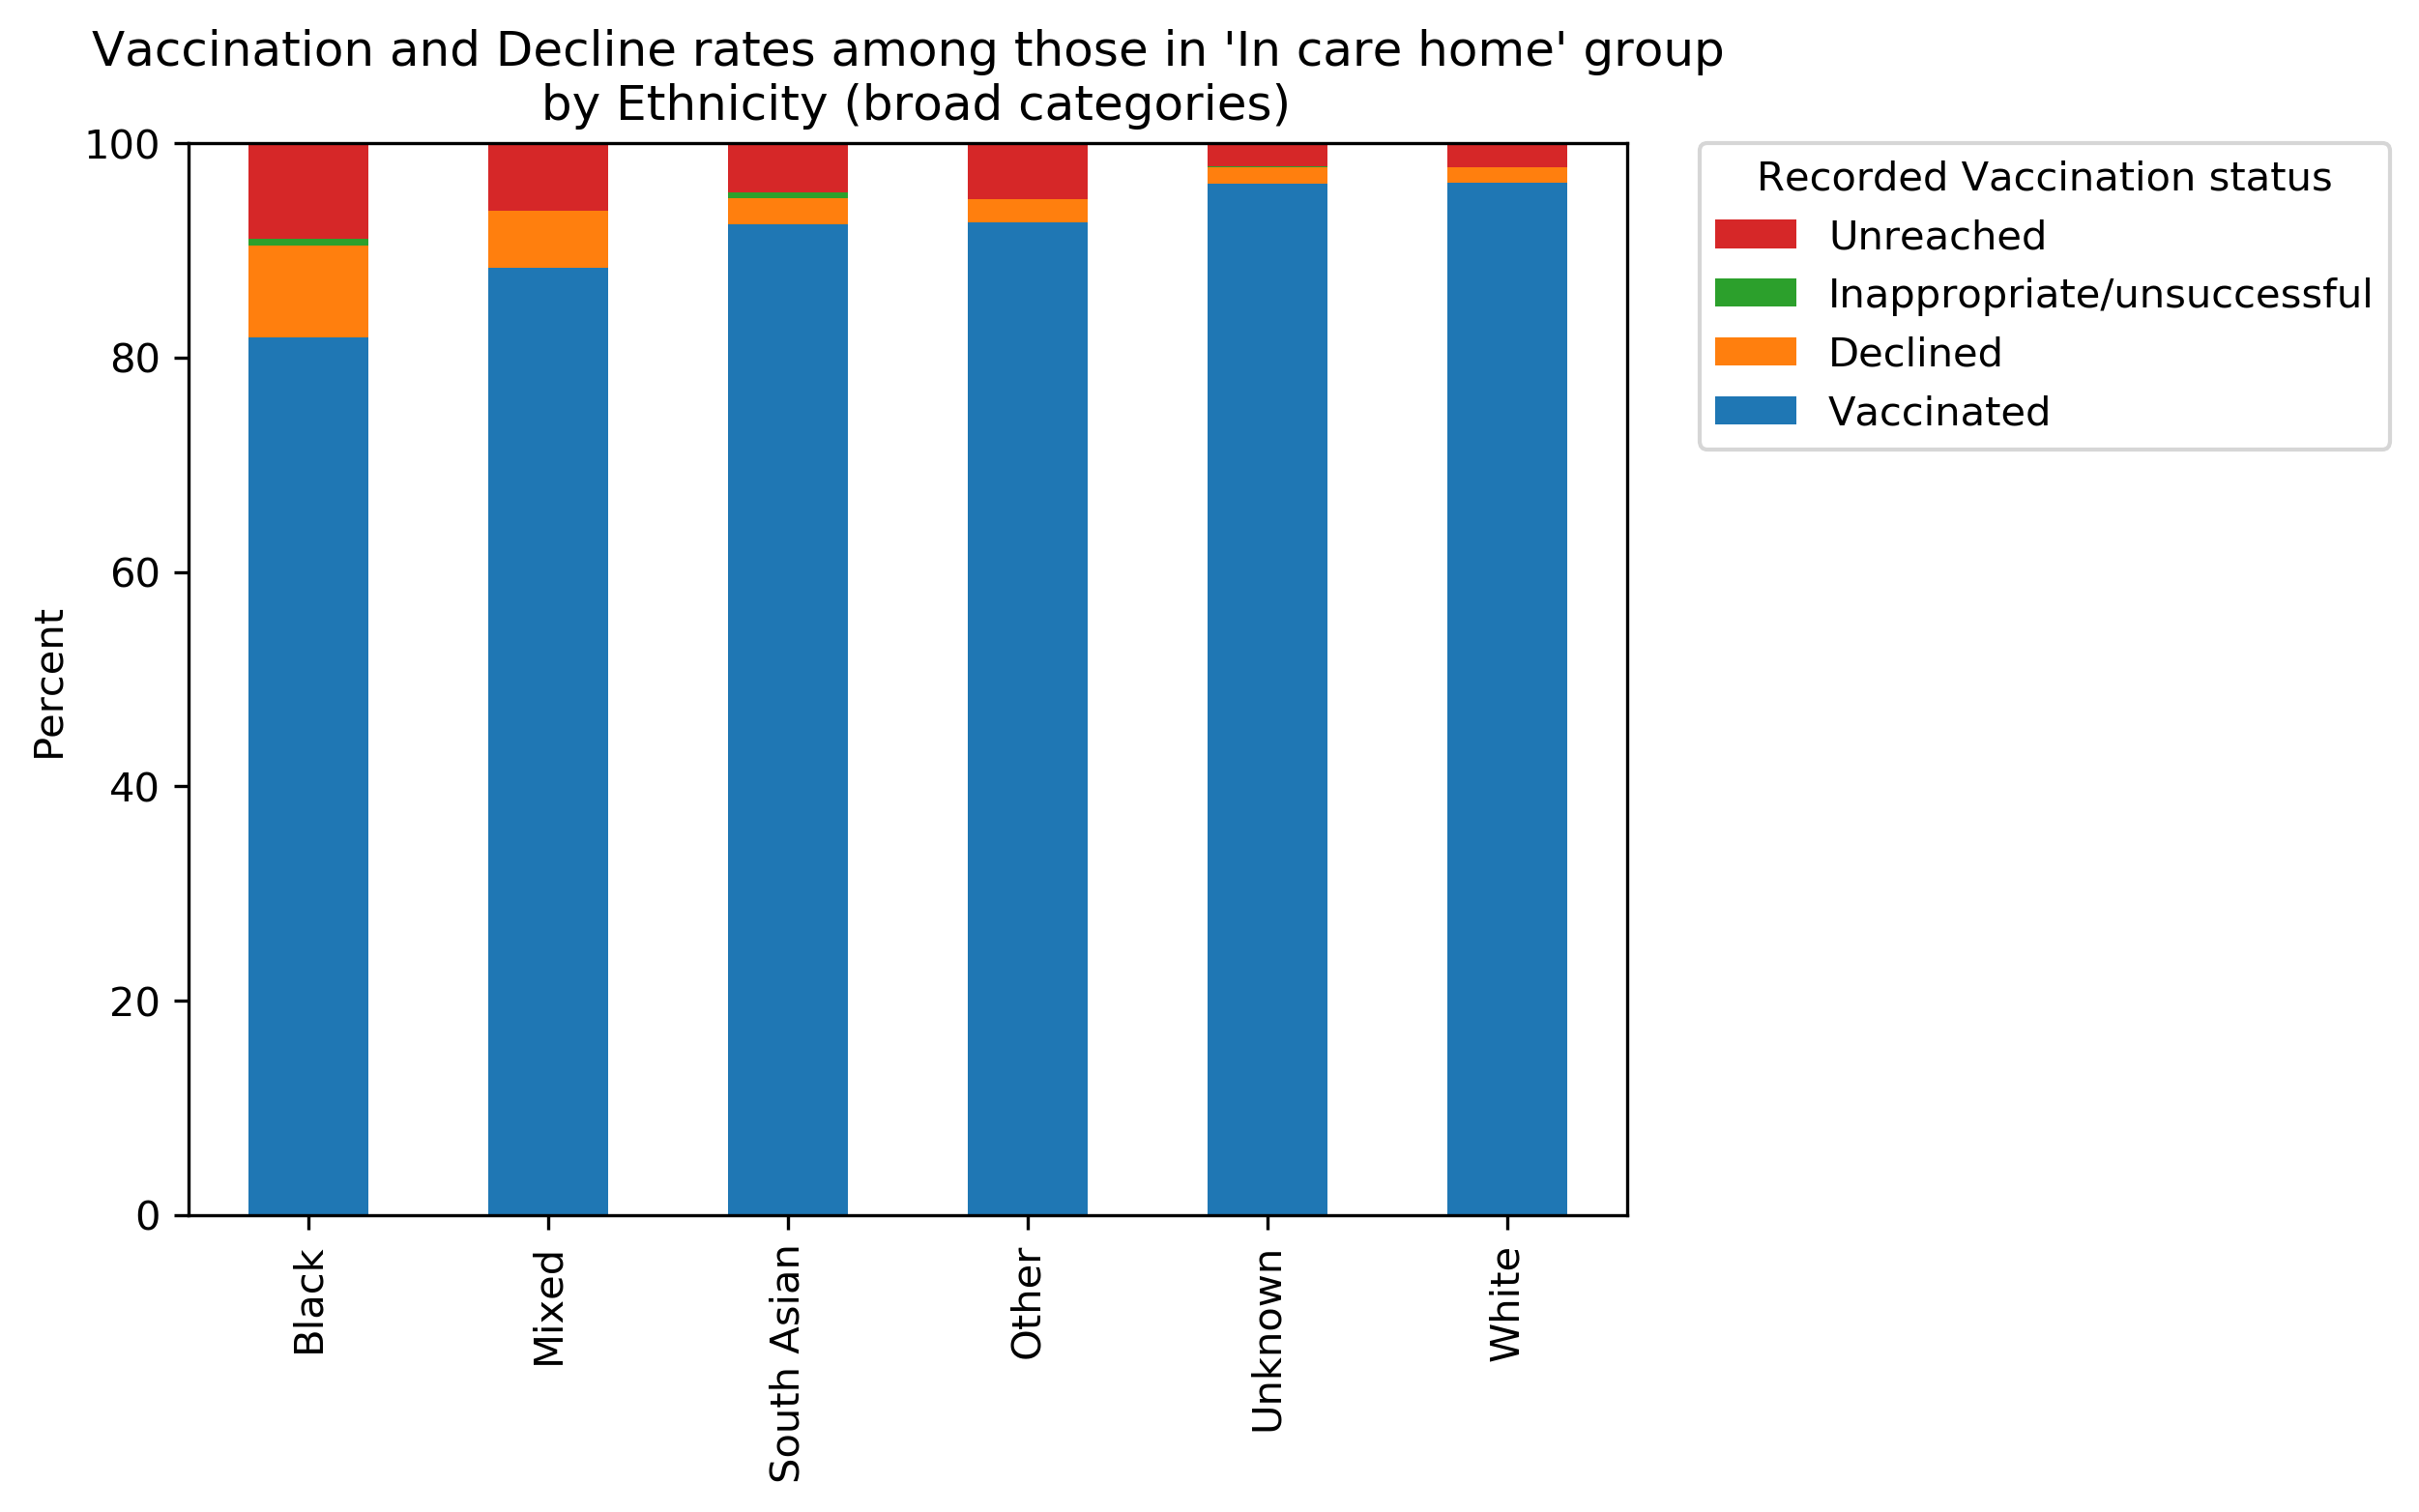 Vaccination and Decline rates among those in 'In care home' group
by Ethnicity (broad categories)
Percent
100
80
60
40
20
0
Black
Mixed
South Asian
Other
Unknown
White
Recorded Vaccination status
Unreached
Inappropriate/unsuccessful
Declined
Vaccinated